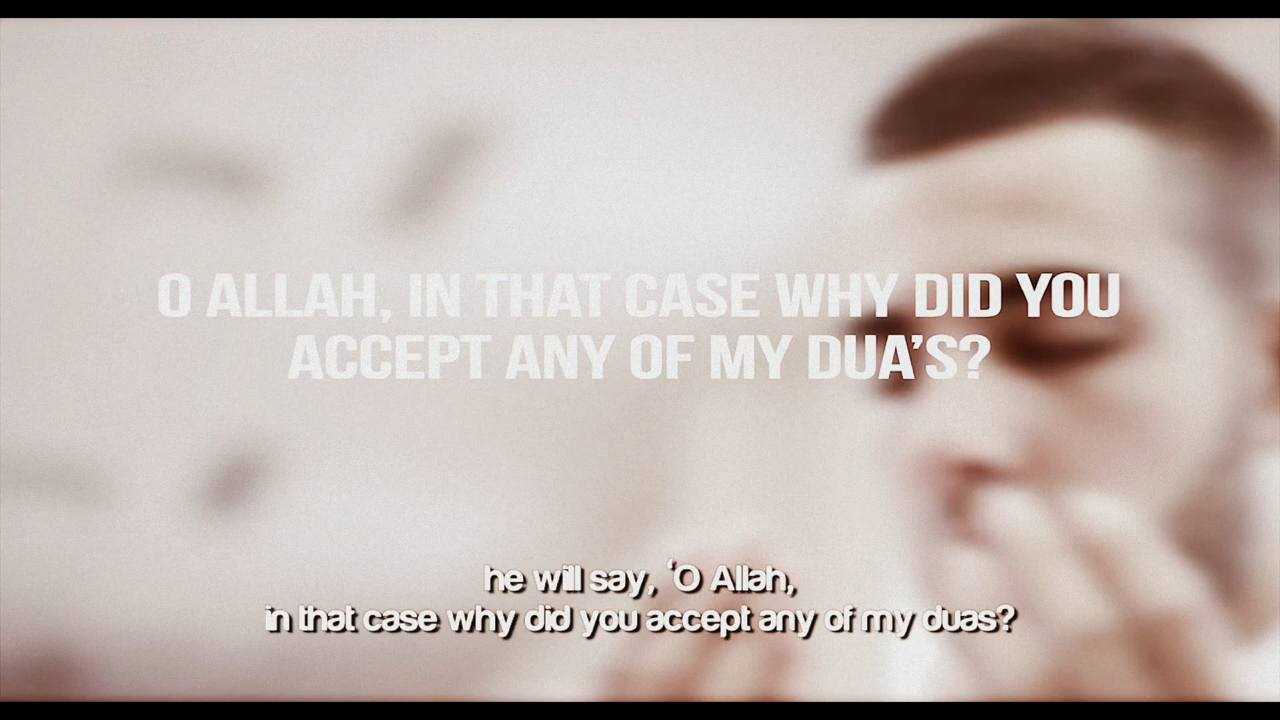 O ALLAH, IN THAT CASE WHY DID YOU
ACCEPT ANY OF MY DUA'S?
he will say, 'O Allah,
in that case why did you accept any of my duas?